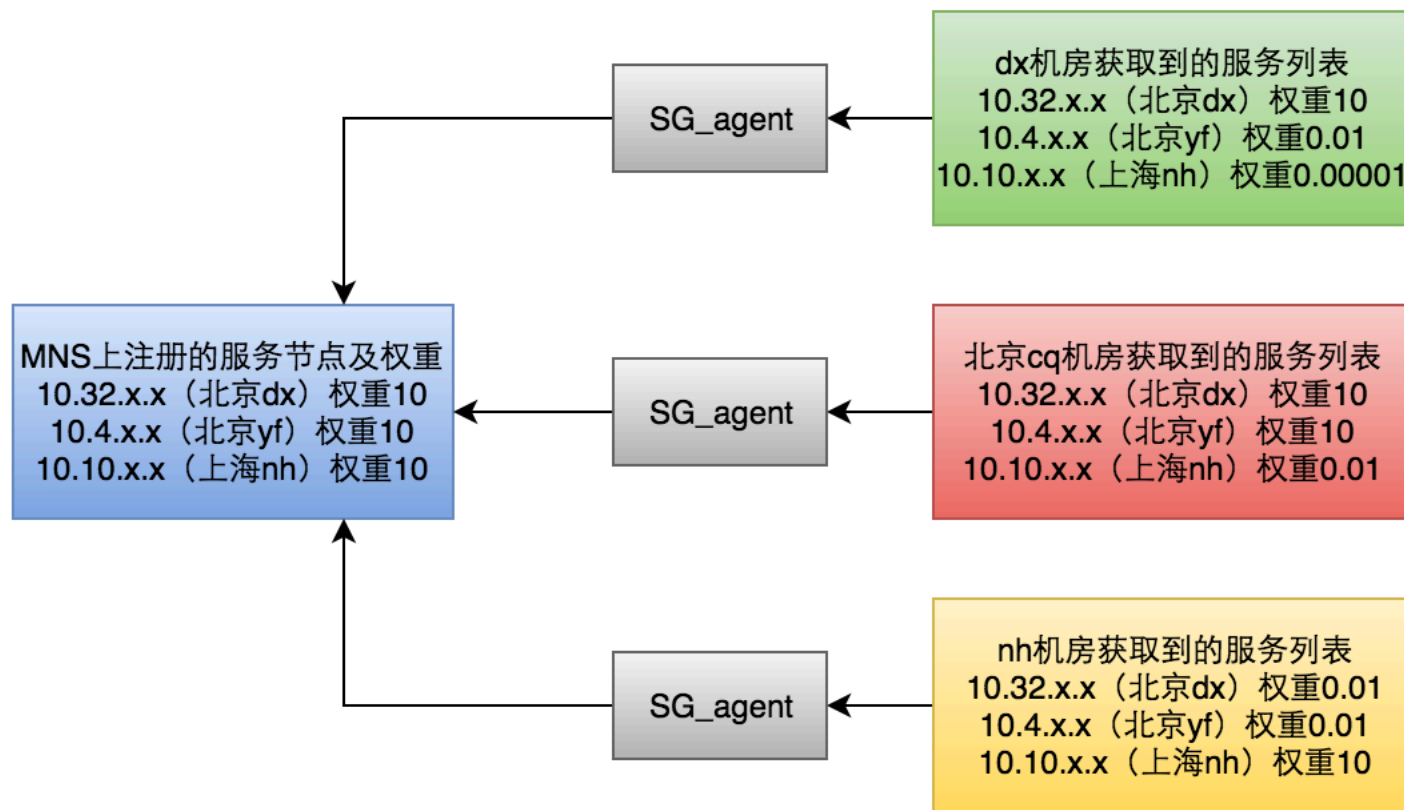 dx机房获取到的服务列表
10.32.x.x（北京dx）权重10
10.4.x.x（北京yf）权重0.01
10.10.x.x（上海nh）权重0.00001
SG_agent
MNS上注册的服务节点及权重
10.32.x.x（北京dx）权重10
10.4.x.x（北京yf）权重10
10.10.x.x（上海nh）权重10
SG_agent
北京cq机房获取到的服务列表
10.32.x.x（北京dx）权重10
10.4.x.x（北京yf）权重10
10.10.x.x（上海nh）权重0.01
SG_agent
nh机房获取到的服务列表
10.32.x.x（北京dx）权重0.01
10.4.x.x（北京yf）权重0.01
10.10.x.x（上海nh）权重10